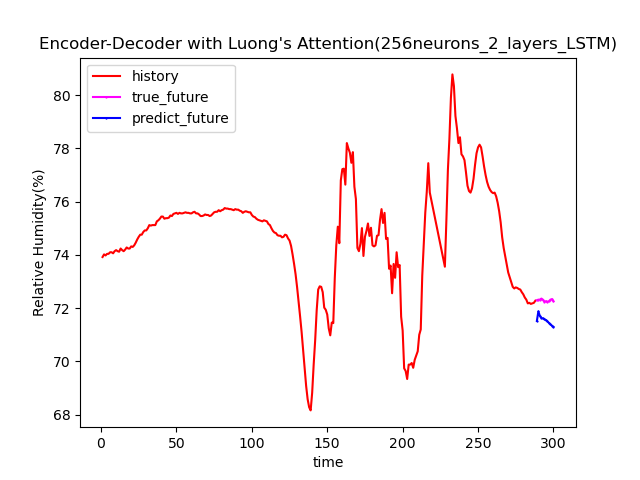 Encoder-Decoder with Luong's Attention(256neurons_2_layers_LSTM)
history
true_future
predict_future
Relative Humidity(%)
80
78
76
74
72
70
68
0 50 100 150 200 250 300
time